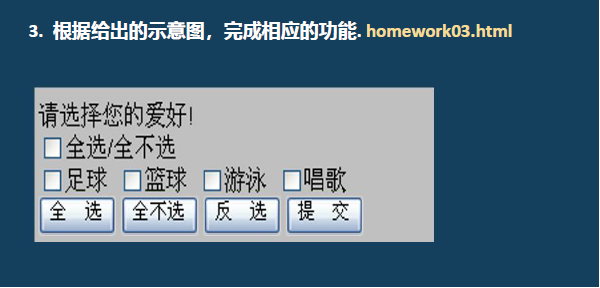 3. 根据给出的示意图，完成相应的功能. homework03.html
请选择您的爱好!
全选/全不选
足球 篮球 游泳 唱歌
全 选 全不选 反 选 提 交